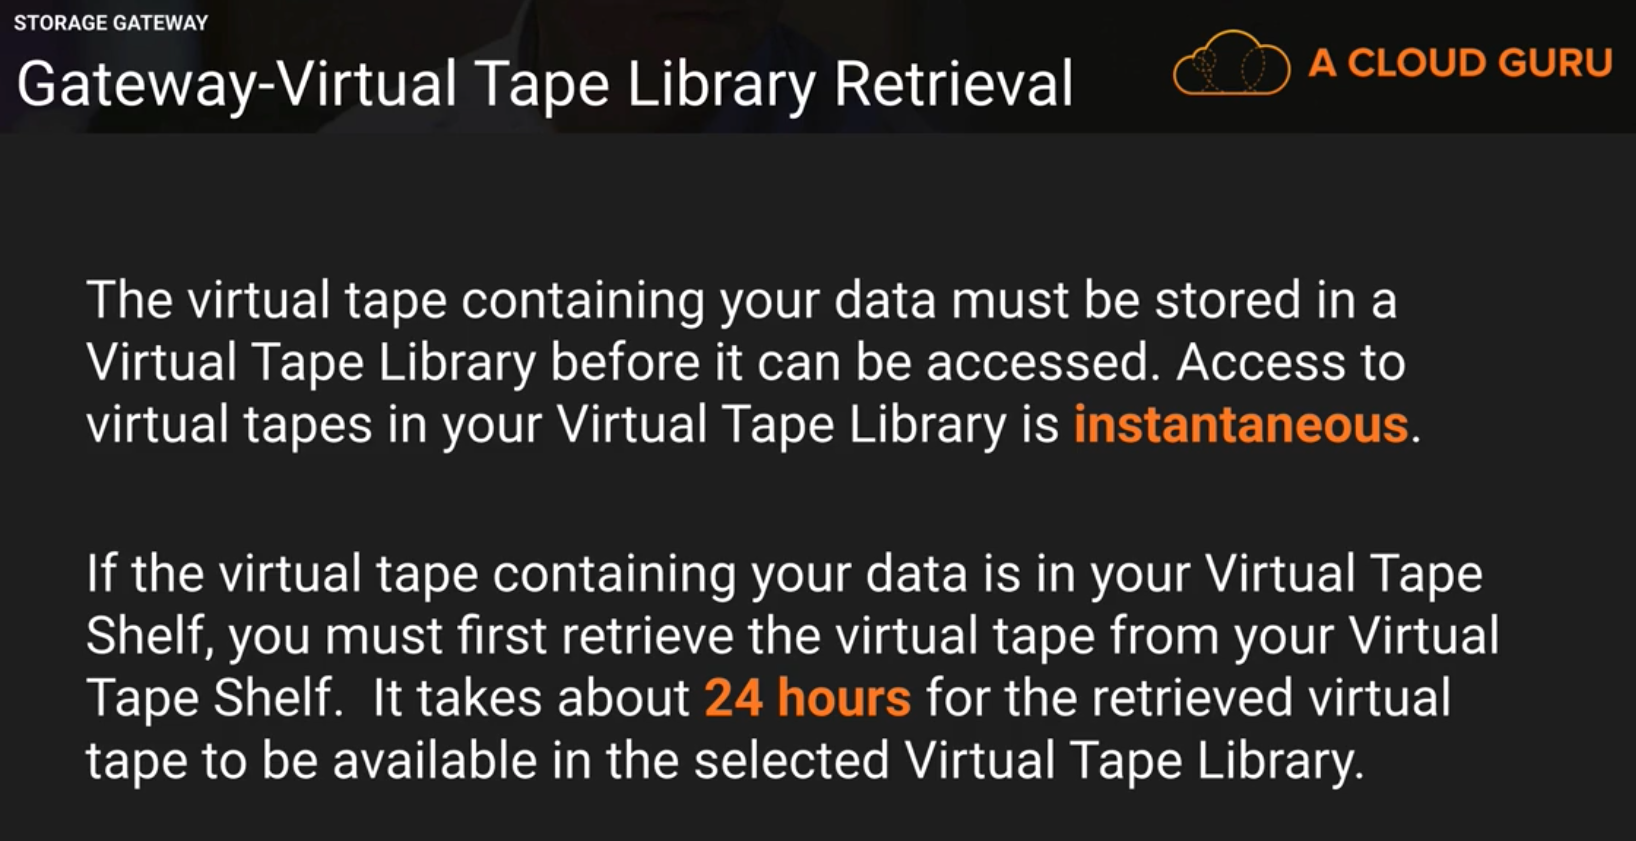 STORAGE GATEWAY
Gateway-Virtual Tape Library Retrieval
A CLOUD GURU
The virtual tape containing your data must be stored in a
Virtual Tape Library before it can be accessed. Access to
virtual tapes in your Virtual Tape Library is instantaneous.
If the virtual tape containing your data is in your Virtual Tape
Shelf, you must first retrieve the virtual tape from your Virtual
Tape Shelf.  It takes about 24 hours for the retrieved virtual
tape to be available in the selected Virtual Tape Library.